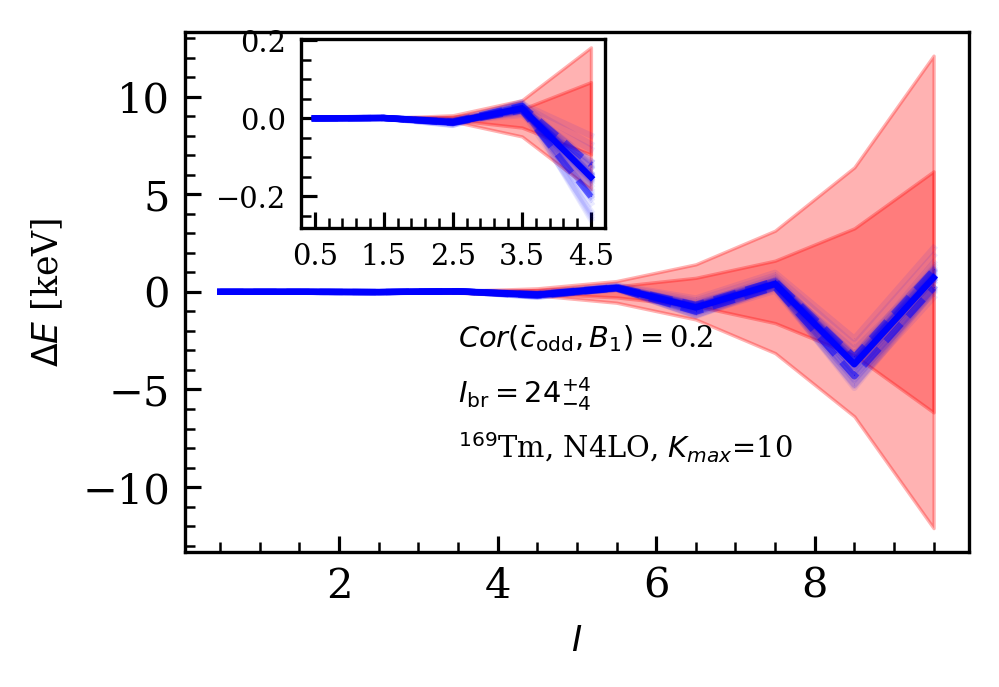 0.2
0.0
−0.2
0.5 1.5 2.5 3.5 4.5
10
5
0
−5
−10
ΔE [keV]
Cor(c̄odd, B1) = 0.2
Ibr = 24+4−4
169Tm, N4LO, Kmax=10
2 4 6 8
I